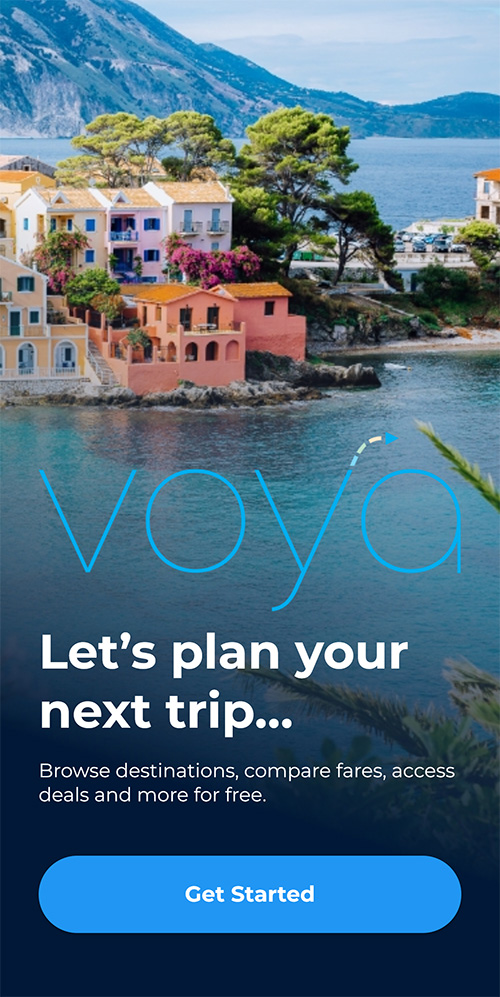 voya
Let’s plan your
next trip...
Browse destinations, compare fares, access
deals and more for free.
Get Started